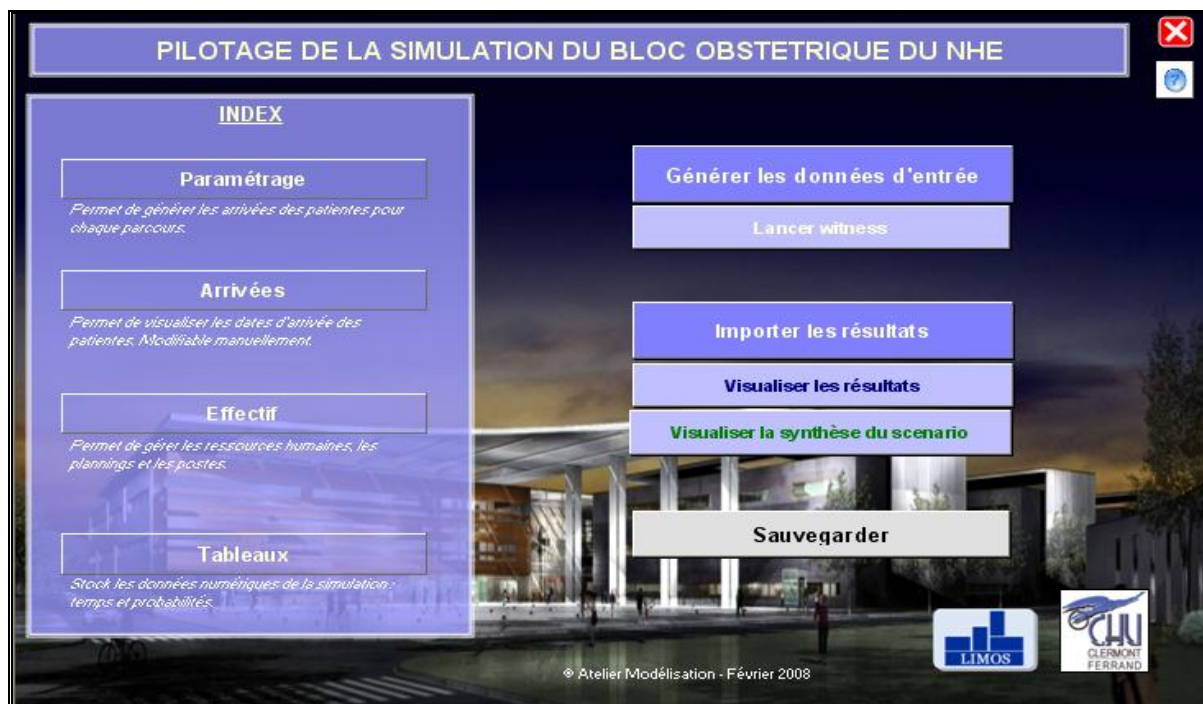 PILOTAGE DE LA SIMULATION DU BLOC OBSTETRIQUE DU NHE
INDEX
Paramétrage
Permet de générer les arrivées des patientes pour
chaque parcours.
Arrivées
Permet de visualiser les dates d'arrivée des
patientes. Modifiable manuellement.
Effectif
Permet de gérer les ressources humaines, les
plannings et les postes.
Tableaux
Stock les données numériques de la simulation :
temps et probabilités.
Générer les données d'entrée
Lancer witness
Importer les résultats
Visualiser les résultats
Visualiser la synthèse du scenario
Sauvegarder
LIMOS
CHU
CLERMONT
FERRAND
® Atelier Modélisation - Février 2008